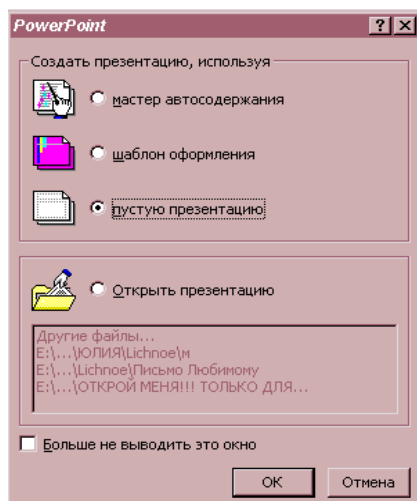 PowerPoint
Создать презентацию, используя
мастер автосодержания
шаблон оформления
пустую презентацию
Открыть презентацию
Другие файлы...
E:\...\ЮЛИЯ\Lichnoe\м
E:\...\Lichnoe\Письмо Любимому
E:\...\ОТКРОЙ МЕНЯ!!! ТОЛЬКО ДЛЯ...
Больше не выводить это окно
ОК Отмена